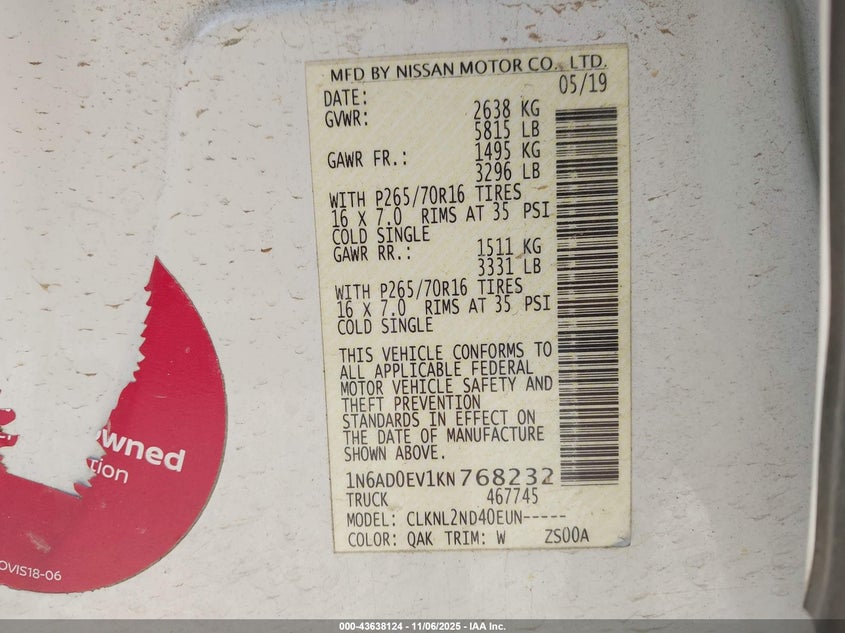 MFD BY NISSAN MOTOR CO., LTD.
DATE: 05/19
GVWR: 2638 KG
5815 LB
GAWR FR.: 1495 KG
3296 LB
WITH P265/70R16 TIRES
16 X 7.0 RIMS AT 35 PSI
COLD SINGLE
GAWR RR.: 1511 KG
3331 LB
WITH P265/70R16 TIRES
16 X 7.0 RIMS AT 35 PSI
COLD SINGLE
THIS VEHICLE CONFORMS TO
ALL APPLICABLE FEDERAL
MOTOR VEHICLE SAFETY AND
THEFT PREVENTION
STANDARDS IN EFFECT ON
THE DATE OF MANUFACTURE
SHOWN ABOVE.
1N6AD0EV1KN768232
TRUCK 467745
MODEL: CLKNL2ND40EUN-----
COLOR: QAK TRIM: W ZS00A
owned
tion
OVIS18-06
000-43638124 - 11/06/2025 - IAA Inc.